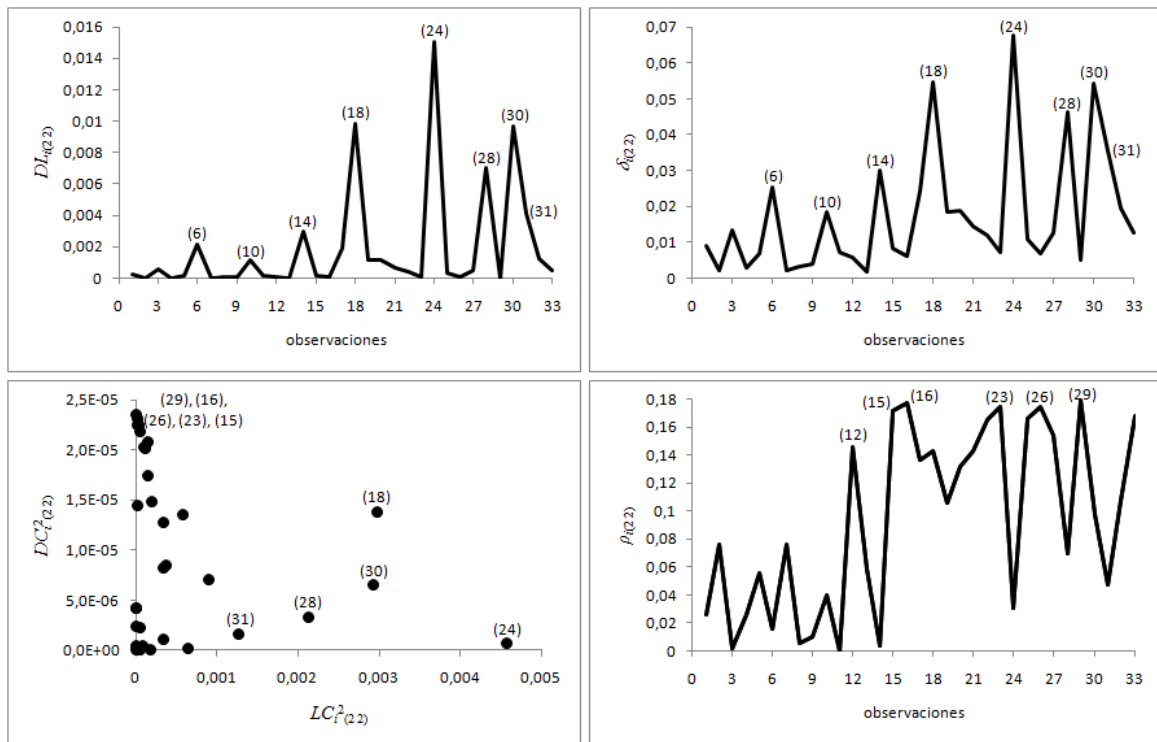 0,016
0,014
0,012
0,01
0,008
0,006
0,004
0,002
0
DL_i(22)
(6)
(10)
(14)
(18)
(24)
(28)
(30)
(31)
0 3 6 9 12 15 18 21 24 27 30 33
observaciones
0,07
0,06
0,05
0,04
0,03
0,02
0,01
0
δ_i(22)
(6)
(10)
(14)
(18)
(24)
(28)
(30)
(31)
0 3 6 9 12 15 18 21 24 27 30 33
observaciones
2,5E-05
2,0E-05
1,5E-05
1,0E-05
5,0E-06
0,0E+00
DC_i²(22)
(29), (16),
(26), (23), (15)
(18)
(30)
(28)
(31)
(24)
0 0,001 0,002 0,003 0,004 0,005
LC_i²(22)
0,18
0,16
0,14
0,12
0,1
0,08
0,06
0,04
0,02
0
ρ_i(22)
(12)
(15)
(16)
(23)
(26)
(29)
0 3 6 9 12 15 18 21 24 27 30 33
observaciones